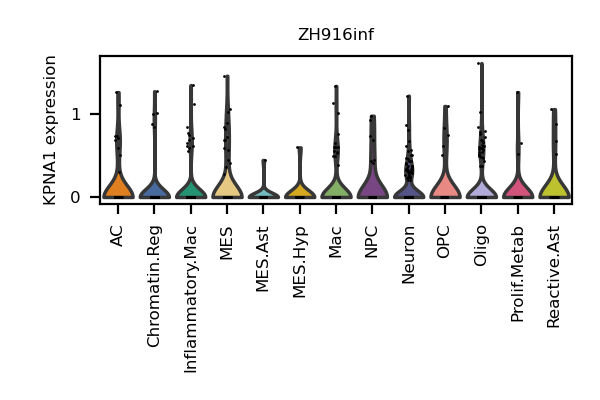 ZH916inf
KPNA1 expression
1
0
AC
Chromatin.Reg
Inflammatory.Mac
MES
MES.Ast
MES.Hyp
Mac
NPC
Neuron
OPC
Oligo
Prolif.Metab
Reactive.Ast